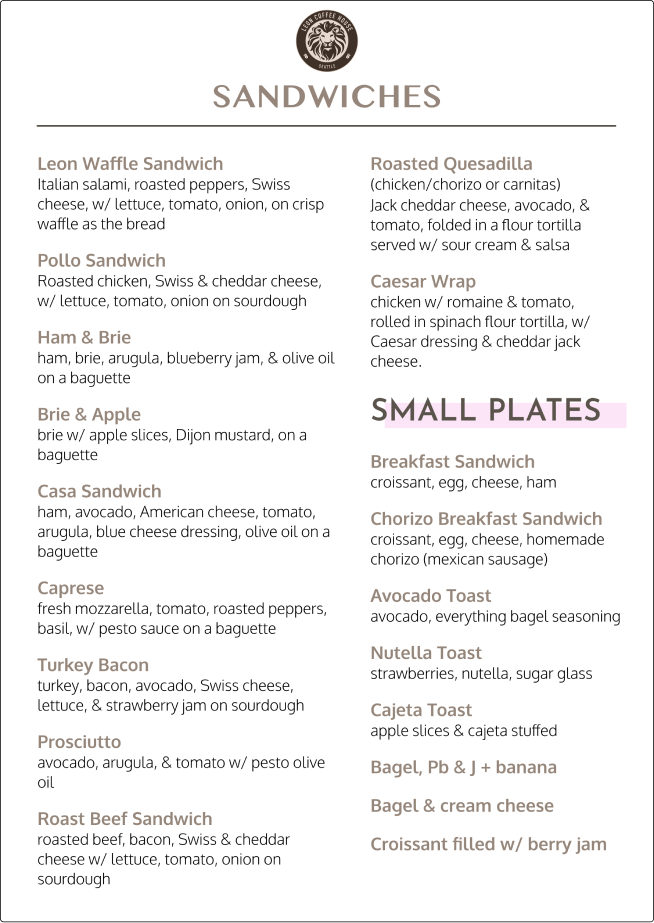 LEON COFFEE HOUSE
SEATTLE
SANDWICHES
Leon Waffle Sandwich
Italian salami, roasted peppers, Swiss
cheese, w/ lettuce, tomato, onion, on crisp
waffle as the bread
Pollo Sandwich
Roasted chicken, Swiss & cheddar cheese,
w/ lettuce, tomato, onion on sourdough
Ham & Brie
ham, brie, arugula, blueberry jam, & olive oil
on a baguette
Brie & Apple
brie w/ apple slices, Dijon mustard, on a
baguette
Casa Sandwich
ham, avocado, American cheese, tomato,
arugula, blue cheese dressing, olive oil on a
baguette
Caprese
fresh mozzarella, tomato, roasted peppers,
basil, w/ pesto sauce on a baguette
Turkey Bacon
turkey, bacon, avocado, Swiss cheese,
lettuce, & strawberry jam on sourdough
Prosciutto
avocado, arugula, & tomato w/ pesto olive
oil
Roast Beef Sandwich
roasted beef, bacon, Swiss & cheddar
cheese w/ lettuce, tomato, onion on
sourdough
Roasted Quesadilla
(chicken/chorizo or carnitas)
Jack cheddar cheese, avocado, &
tomato, folded in a flour tortilla
served w/ sour cream & salsa
Caesar Wrap
chicken w/ romaine & tomato,
rolled in spinach flour tortilla, w/
Caesar dressing & cheddar jack
cheese.
SMALL PLATES
Breakfast Sandwich
croissant, egg, cheese, ham
Chorizo Breakfast Sandwich
croissant, egg, cheese, homemade
chorizo (mexican sausage)
Avocado Toast
avocado, everything bagel seasoning
Nutella Toast
strawberries, nutella, sugar glass
Cajeta Toast
apple slices & cajeta stuffed
Bagel, Pb & J + banana
Bagel & cream cheese
Croissant filled w/ berry jam